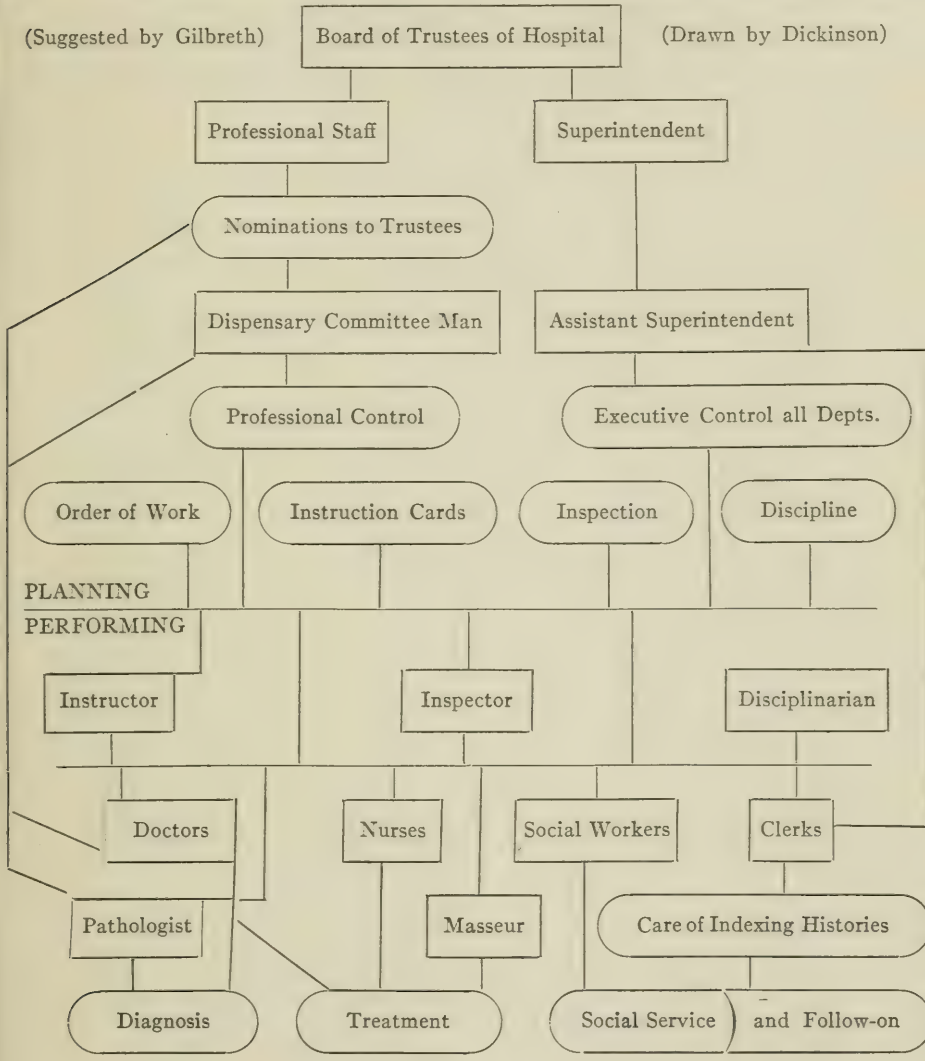 (Suggested by Gilbreth) Board of Trustees of Hospital (Drawn by Dickinson)
Professional Staff Superintendent
Nominations to Trustees
Dispensary Committee Man Assistant Superintendent
Professional Control Executive Control all Depts.
Order of Work Instruction Cards Inspection Discipline
PLANNING
PERFORMING
Instructor Inspector Disciplinarian
Doctors Nurses Social Workers Clerks
Pathologist Masseur Care of Indexing Histories
Diagnosis Treatment Social Service and Follow-on